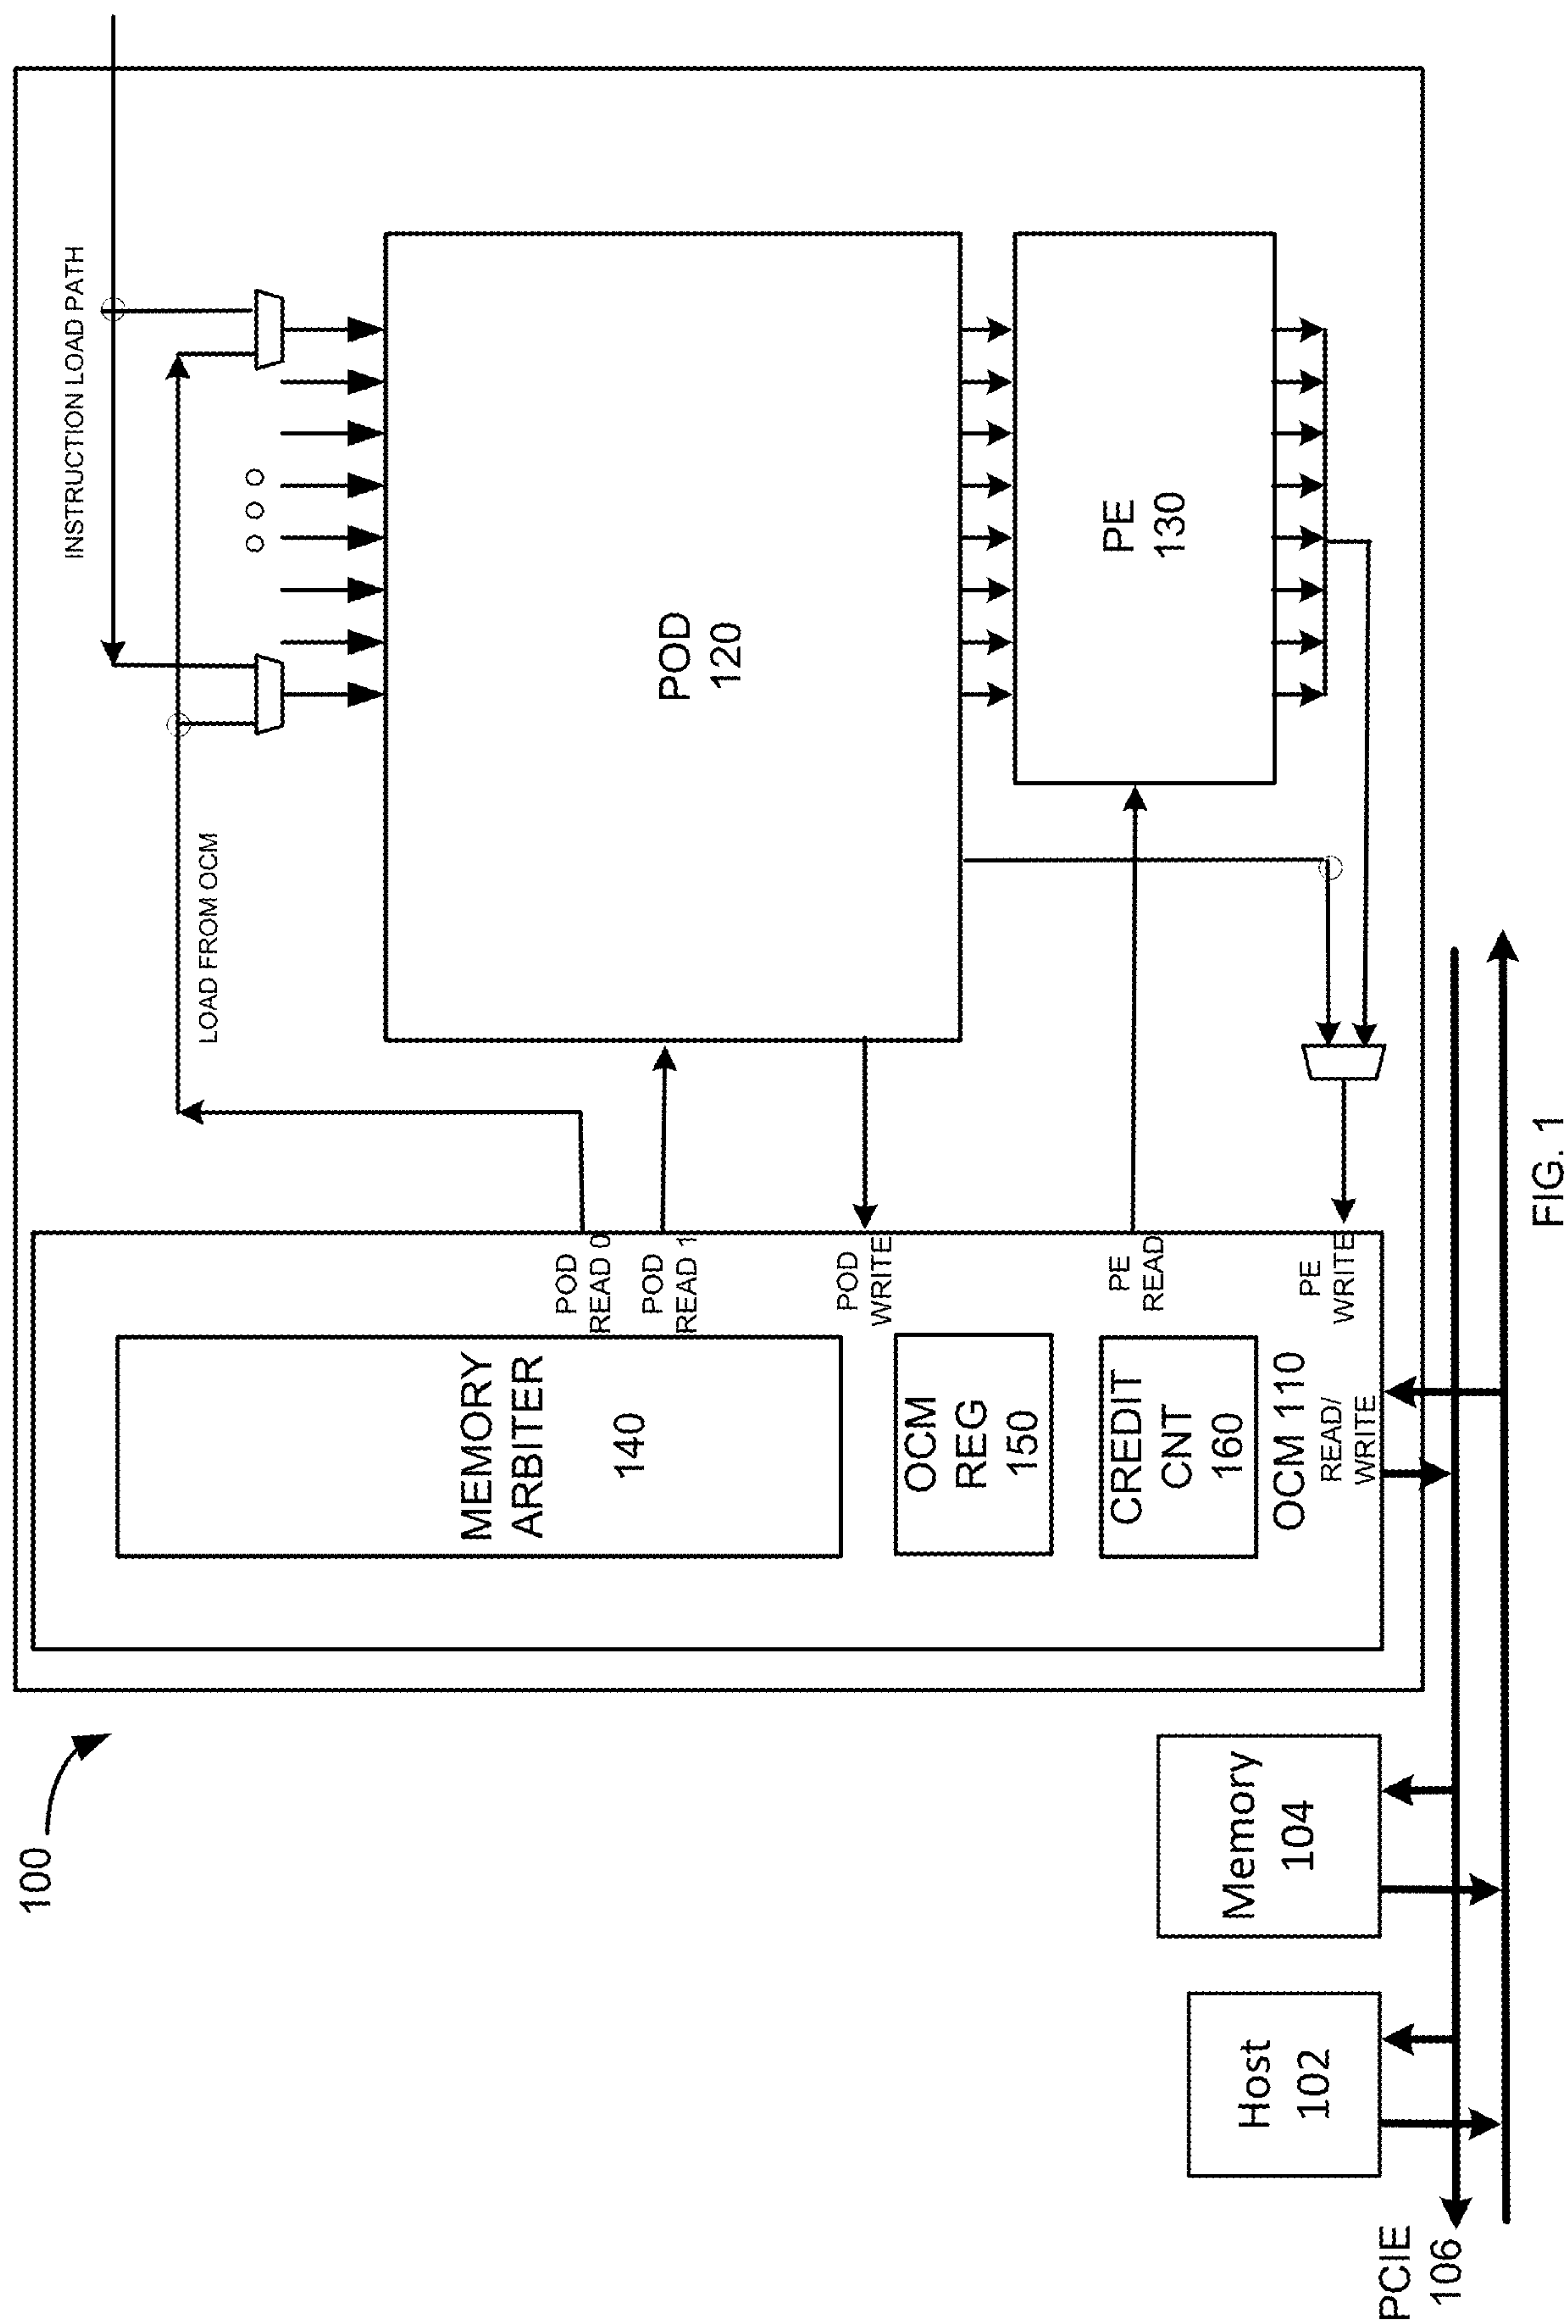 100
INSTRUCTION LOAD PATH
LOAD FROM OCM
MEMORY
ARBITER
140
POD
READ 0
POD
READ 1
POD
WRITE
PE
READ
PE
WRITE
OCM
REG
150
CREDIT
CNT
160
OCM 110
READ/
WRITE
POD
120
PE
130
Host
102
Memory
104
PCIE
106
FIG. 1